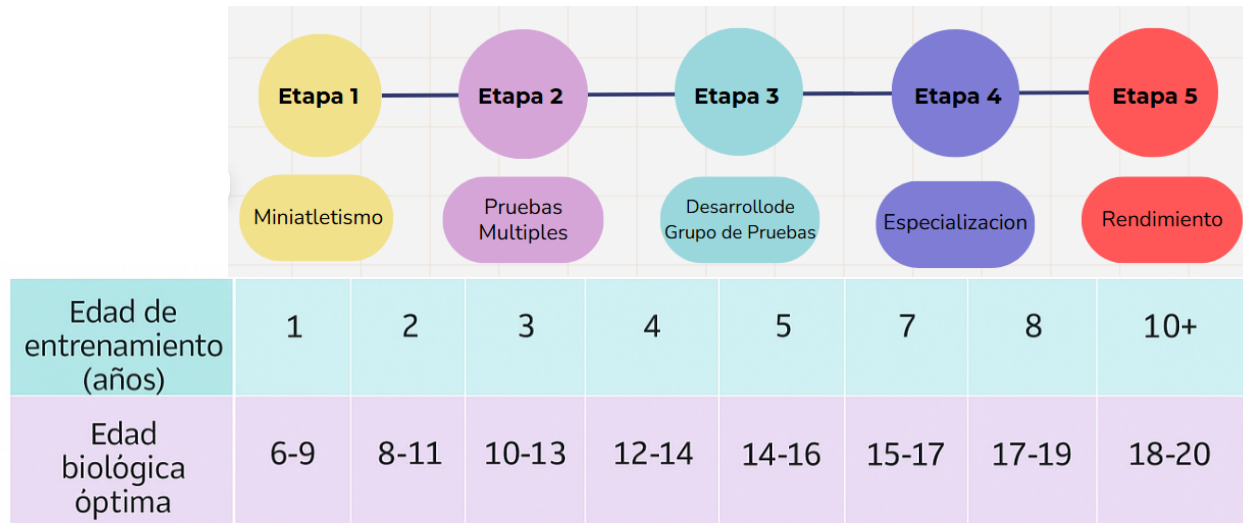 Etapa 1
Etapa 2
Etapa 3
Etapa 4
Etapa 5
Miniatletismo
Pruebas
Multiples
Desarrollode
Grupo de Pruebas
Especializacion
Rendimiento
Edad de
entrenamiento
(años)
1
2
3
4
5
7
8
10+
Edad
biológica
óptima
6-9
8-11
10-13
12-14
14-16
15-17
17-19
18-20